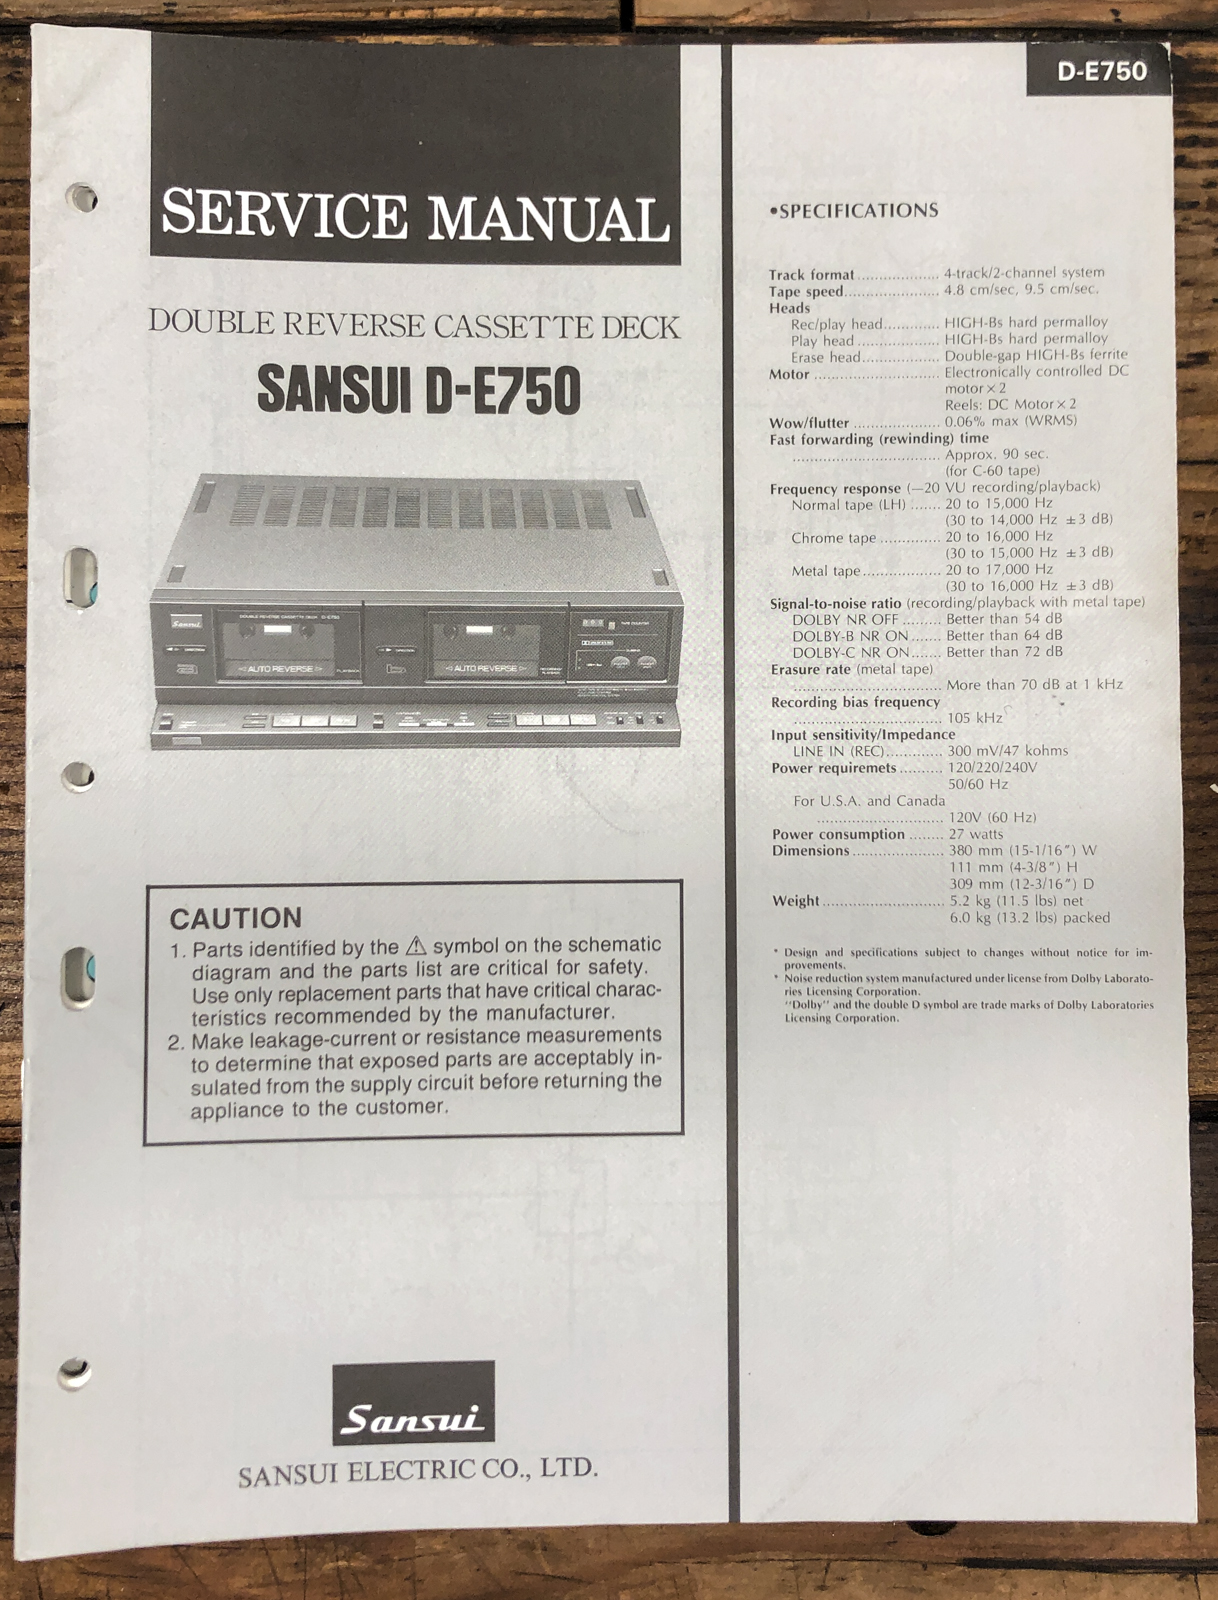 SERVICE MANUAL
DOUBLE REVERSE CASSETTE DECK
SANSUI D-E750
Sansui
DOUBLE REVERSE CASSETTE DECK D-E750
AUTO REVERSE
AUTO REVERSE
CAUTION
1. Parts identified by the ⚠ symbol on the schematic
diagram and the parts list are critical for safety.
Use only replacement parts that have critical charac-
teristics recommended by the manufacturer.
2. Make leakage-current or resistance measurements
to determine that exposed parts are acceptably in-
sulated from the supply circuit before returning the
appliance to the customer.
Sansui
SANSUI ELECTRIC CO., LTD.
D-E750
•SPECIFICATIONS
Track format ................... 4-track/2-channel system
Tape speed...................... 4.8 cm/sec, 9.5 cm/sec.
Heads
Rec/play head............ HIGH-Bs hard permalloy
Play head ................. HIGH-Bs hard permalloy
Erase head................ Double-gap HIGH-Bs ferrite
Motor ............................ Electronically controlled DC
motor × 2
Reels: DC Motor × 2
Wow/flutter .................... 0.06% max (WRMS)
Fast forwarding (rewinding) time
................................. Approx. 90 sec.
(for C-60 tape)
Frequency response (—20 VU recording/playback)
Normal tape (LH) ....... 20 to 15,000 Hz
(30 to 14,000 Hz ±3 dB)
Chrome tape .............. 20 to 16,000 Hz
(30 to 15,000 Hz ±3 dB)
Metal tape.................. 20 to 17,000 Hz
(30 to 16,000 Hz ±3 dB)
Signal-to-noise ratio (recording/playback with metal tape)
DOLBY NR OFF ......... Better than 54 dB
DOLBY-B NR ON....... Better than 64 dB
DOLBY-C NR ON....... Better than 72 dB
Erasure rate (metal tape)
................................. More than 70 dB at 1 kHz
Recording bias frequency
................................. 105 kHz
Input sensitivity/Impedance
LINE IN (REC)............. 300 mV/47 kohms
Power requiremets .......... 120/220/240V
50/60 Hz
For U.S.A. and Canada
............................ 120V (60 Hz)
Power consumption ........ 27 watts
Dimensions ..................... 380 mm (15-1/16″) W
111 mm (4-3/8″) H
309 mm (12-3/16″) D
Weight ........................... 5.2 kg (11.5 lbs) net
6.0 kg (13.2 lbs) packed
* Design and specifications subject to changes without notice for im-
provements.
* Noise reduction system manufactured under license from Dolby Laborato-
ries Licensing Corporation.
“Dolby” and the double D symbol are trade marks of Dolby Laboratories
Licensing Corporation.